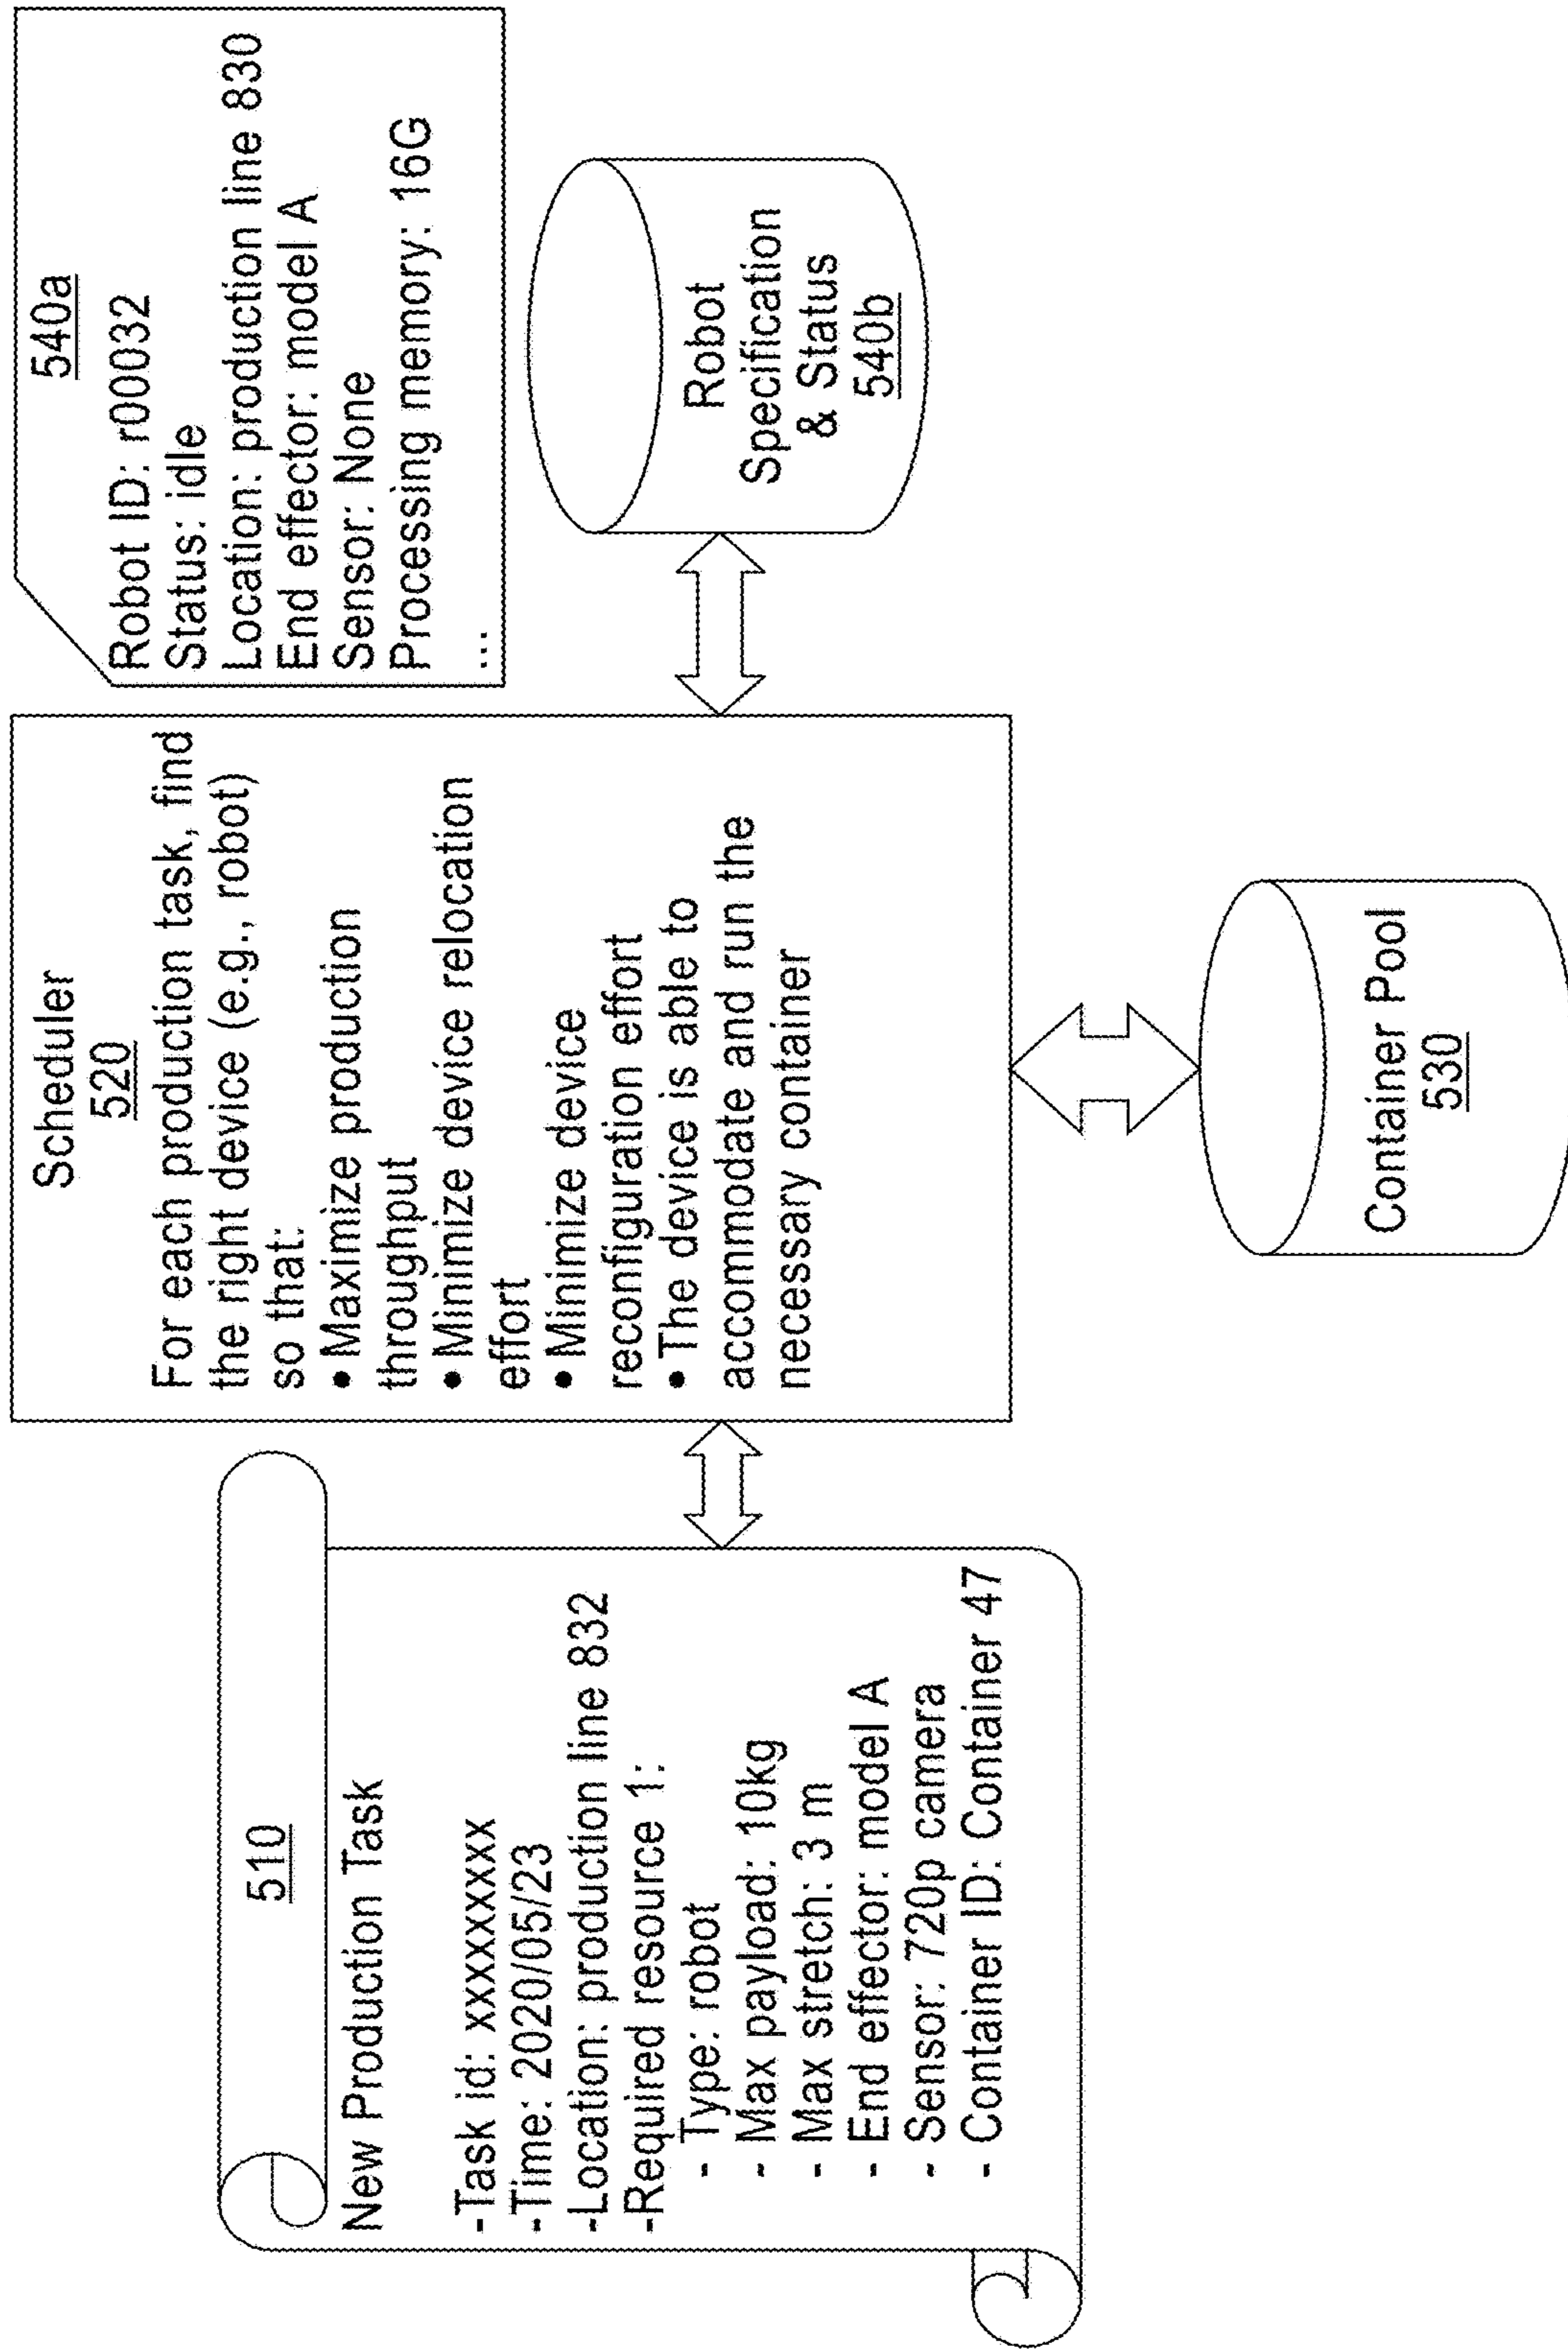 510
New Production Task
-Task id: xxxxxxxx
-Time: 2020/05/23
-Location: production line 832
-Required resource 1:
- Type: robot
- Max payload: 10kg
- Max stretch: 3 m
- End effector: model A
- Sensor: 720p camera
- Container ID: Container 47
Scheduler
520
For each production task, find
the right device (e.g., robot)
so that:
• Maximize production
throughput
• Minimize device relocation
effort
• Minimize device
reconfiguration effort
• The device is able to
accommodate and run the
necessary container
540a
Robot ID: r00032
Status: idle
Location: production line 830
End effector: model A
Sensor: None
Processing memory: 16G
...
Robot
Specification
& Status
540b
Container Pool
530